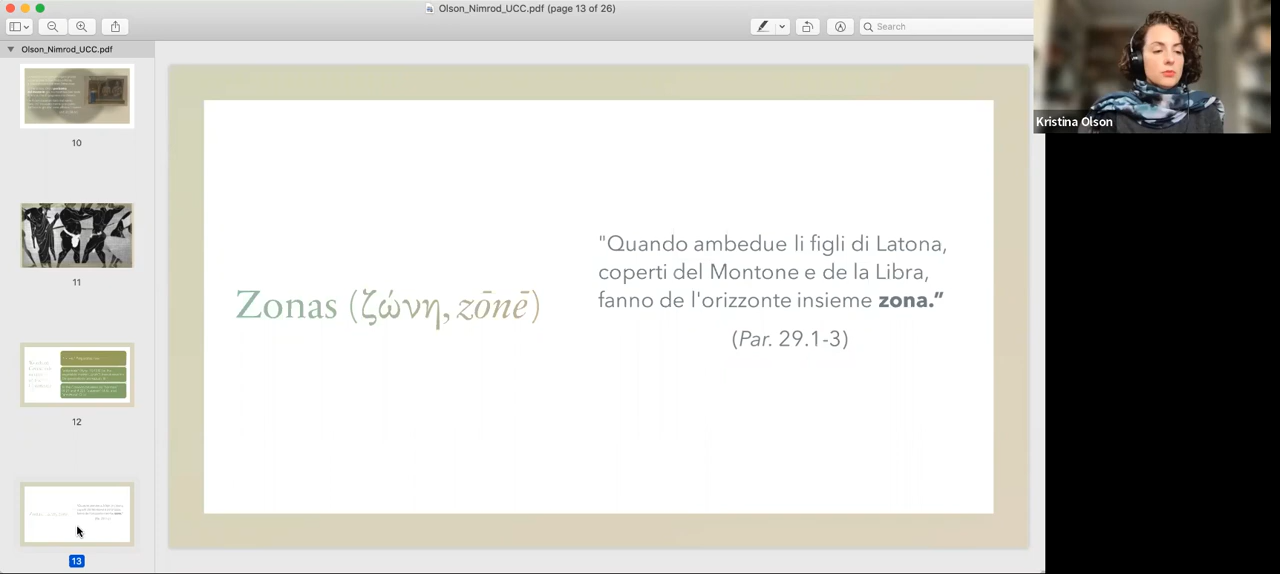 Olson_Nimrod_UCC.pdf (page 13 of 26)
Search
Olson_Nimrod_UCC.pdf
10
11
12
13
Zonas (ζώνη, zōnē)
"Quando ambedue li figli di Latona,
coperti del Montone e de la Libra,
fanno de l'orizzonte insieme zona.”
(Par. 29.1-3)
Kristina Olson